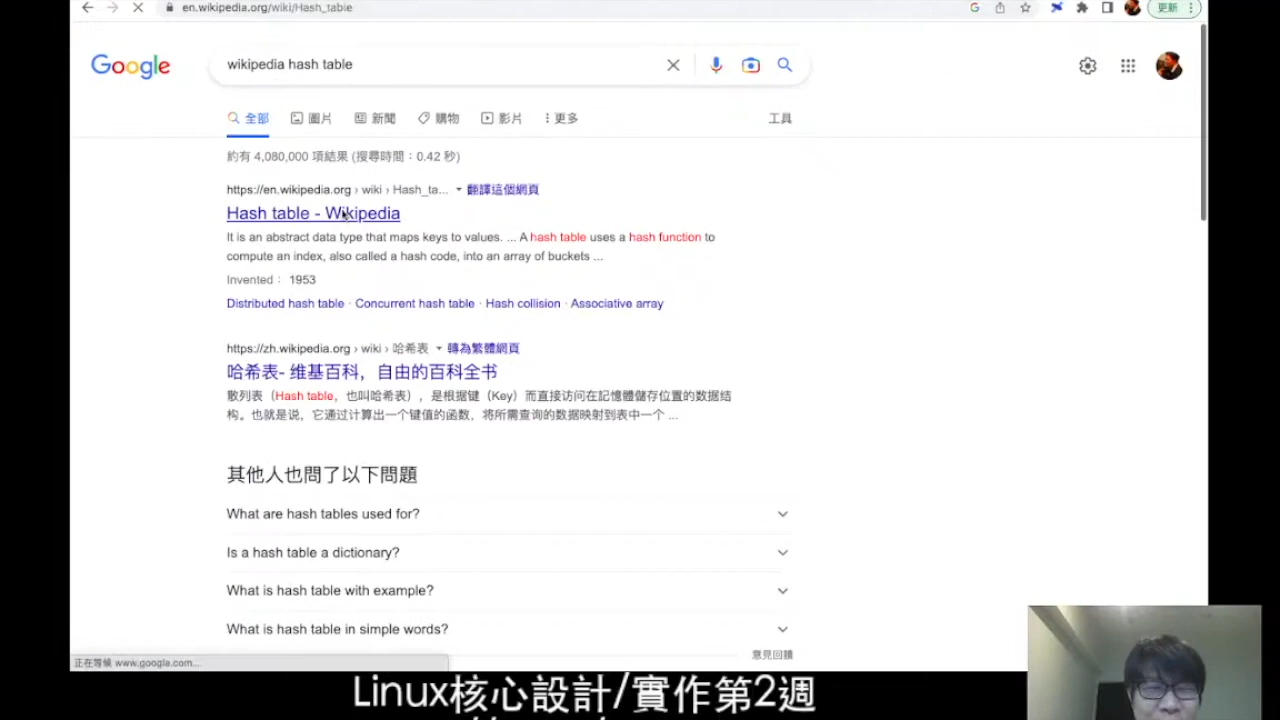 en.wikipedia.org/wiki/Hash_table
更新
Google
wikipedia hash table
全部 圖片 新聞 購物 影片 更多 工具
約有 4,080,000 項結果 (搜尋時間：0.42 秒)
https://en.wikipedia.org › wiki › Hash_ta... 翻譯這個網頁
Hash table - Wikipedia
It is an abstract data type that maps keys to values. ... A hash table uses a hash function to
compute an index, also called a hash code, into an array of buckets ...
Invented： 1953
Distributed hash table · Concurrent hash table · Hash collision · Associative array
https://zh.wikipedia.org › wiki › 哈希表 轉為繁體網頁
哈希表- 维基百科，自由的百科全书
散列表（Hash table，也叫哈希表），是根据键（Key）而直接访问在記憶體儲存位置的数据结
构。也就是说，它通过计算出一个键值的函数，将所需查询的数据映射到表中一个 ...
其他人也問了以下問題
What are hash tables used for?
Is a hash table a dictionary?
What is hash table with example?
What is hash table in simple words?
意見回饋
正在等候 www.google.com...
Linux核心設計/實作第2週